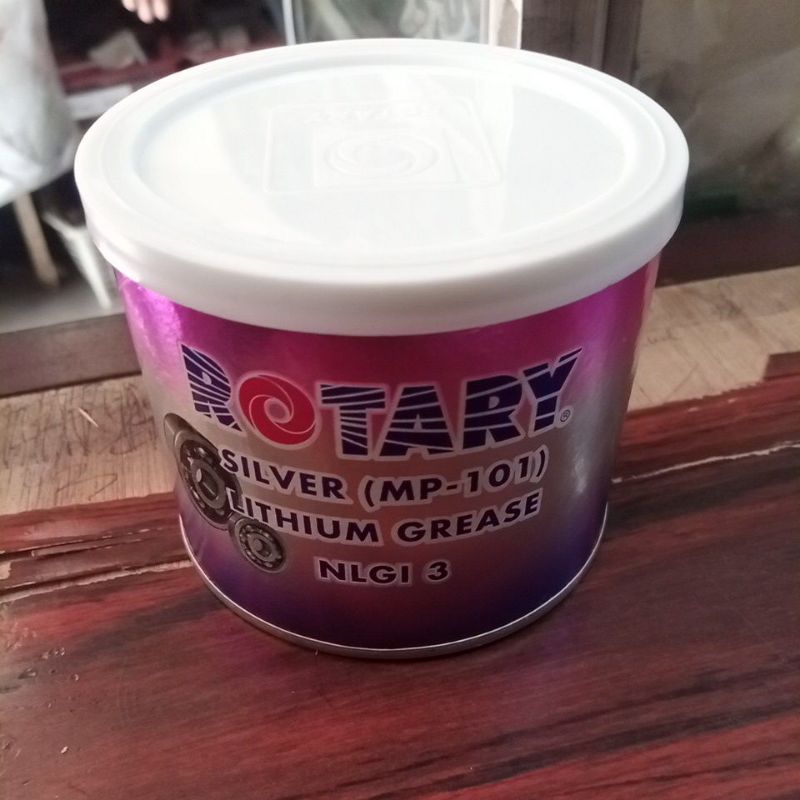 ROTARY®
SILVER (MP-101)
LITHIUM GREASE
NLGI 3